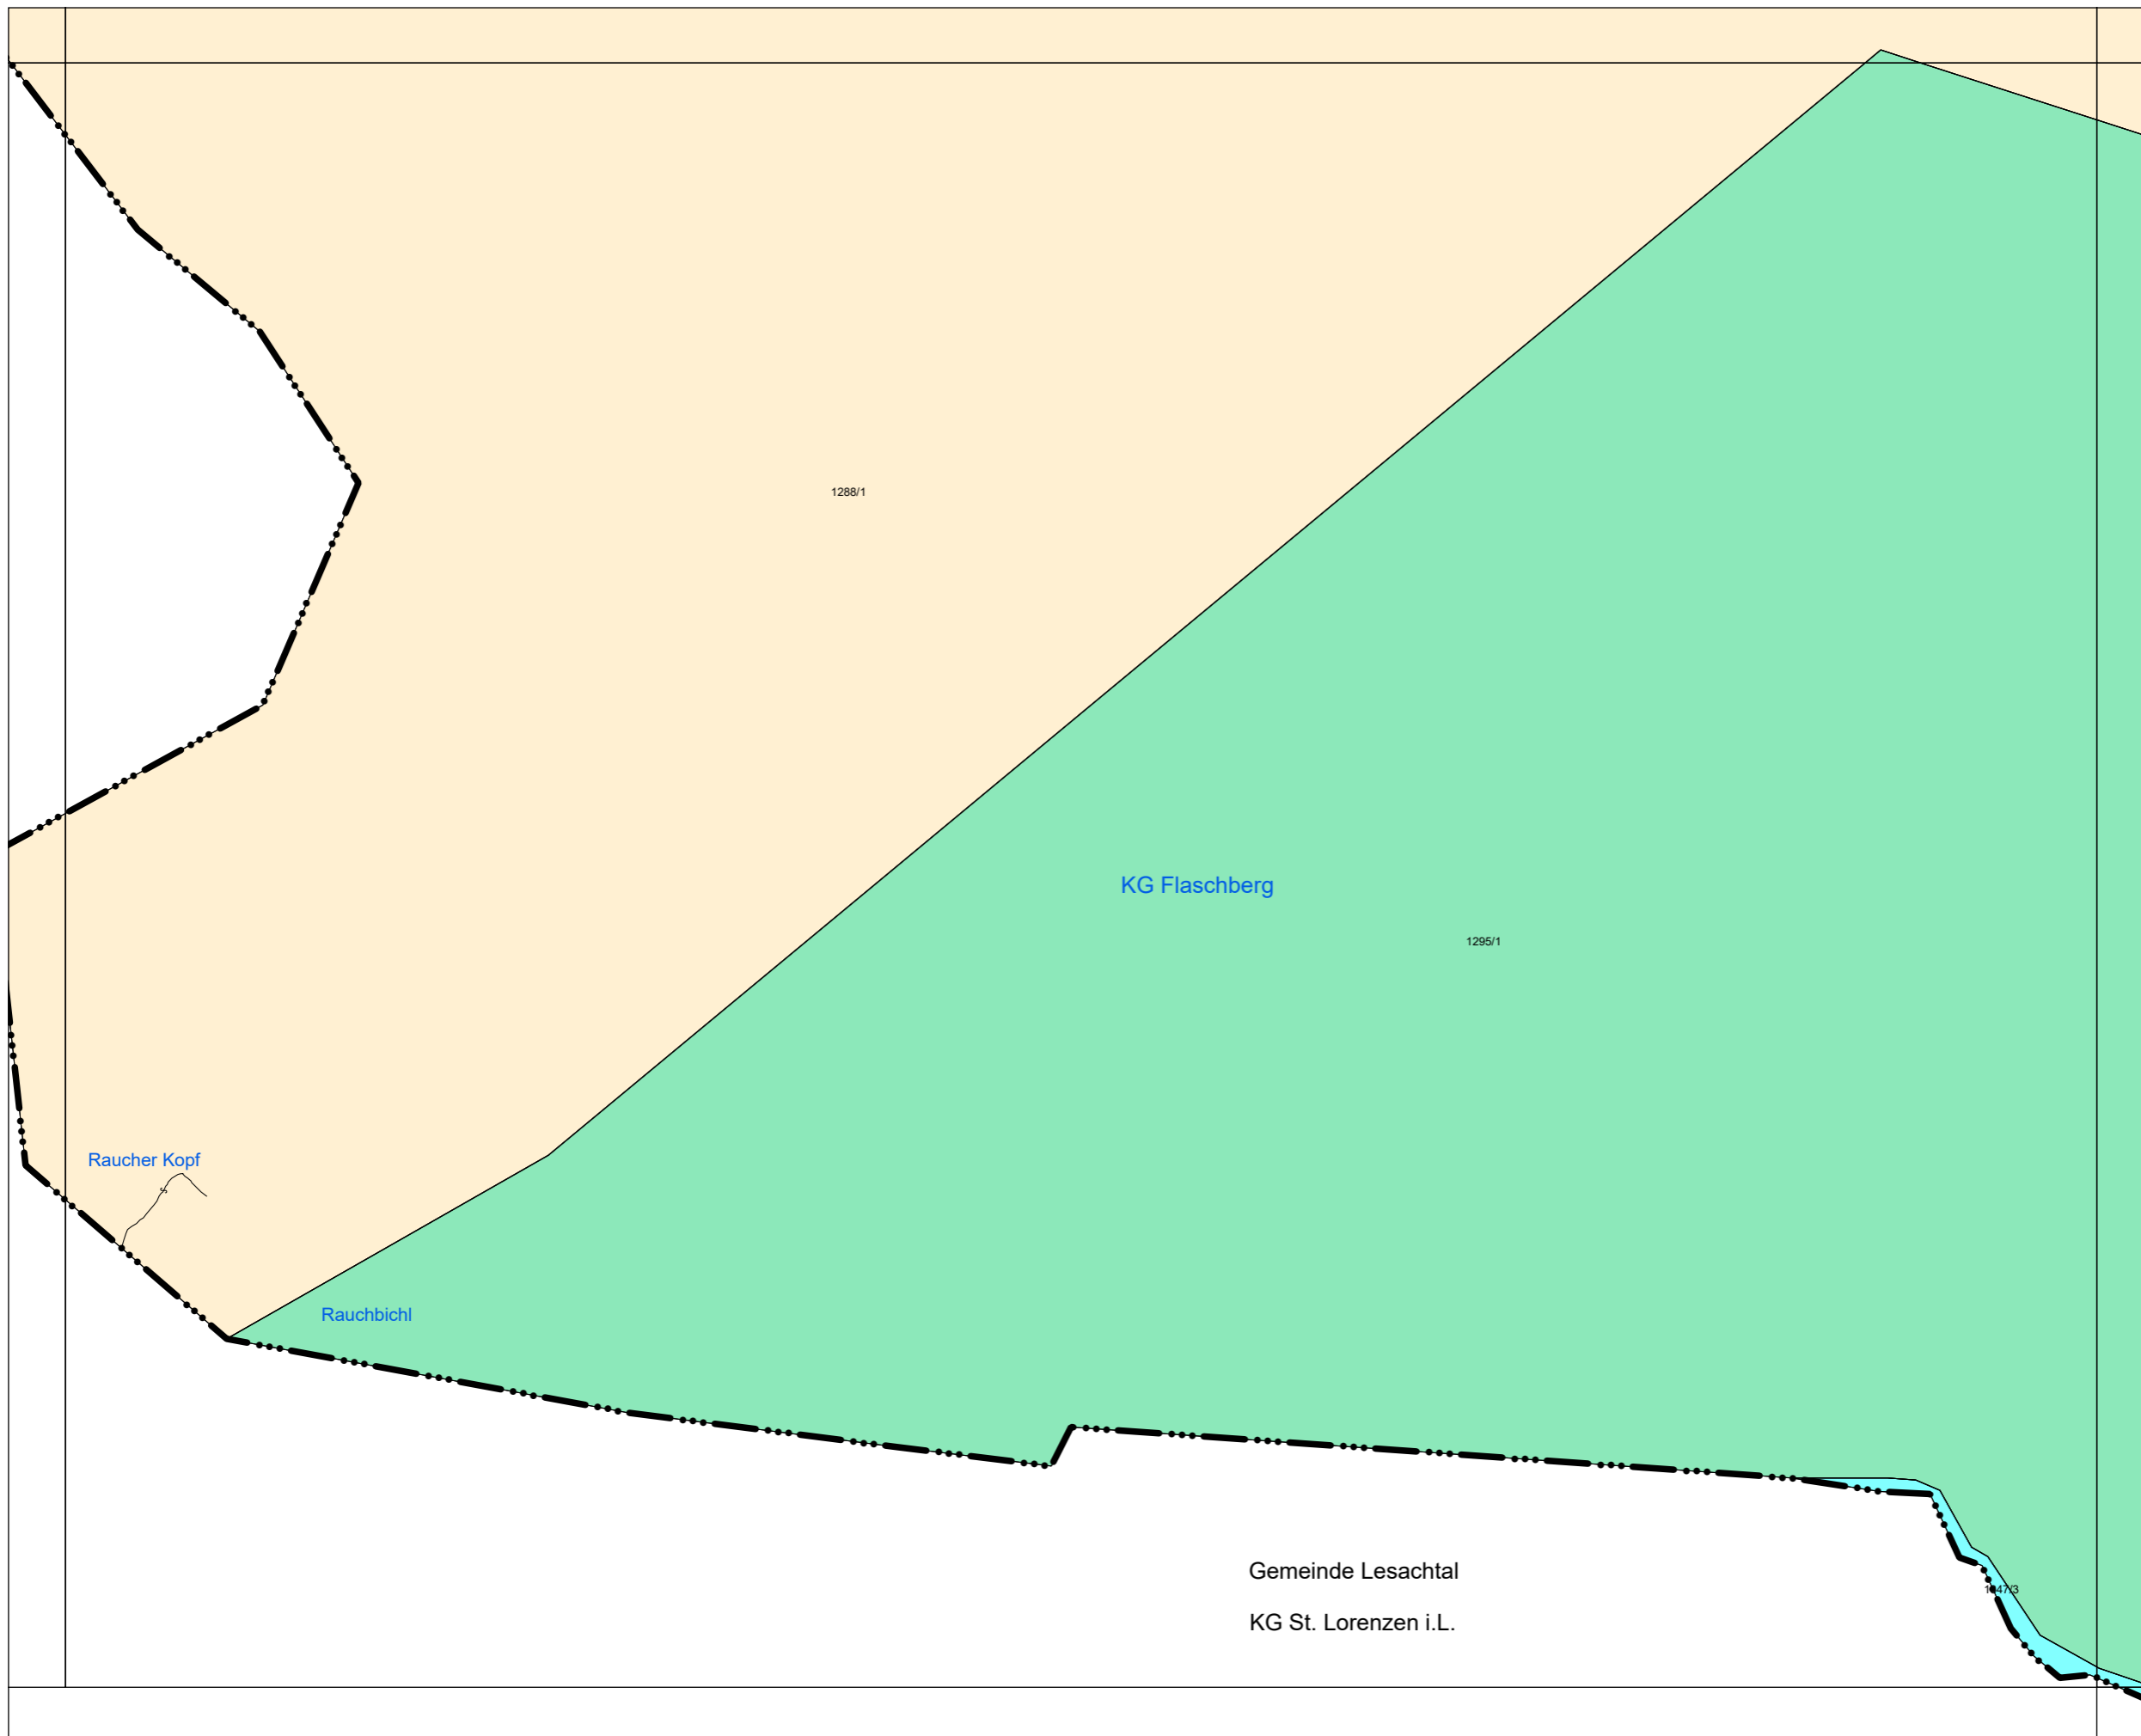 1288/1
KG Flaschberg
1295/1
Raucher Kopf
Rauchbichl
Gemeinde Lesachtal
KG St. Lorenzen i.L.